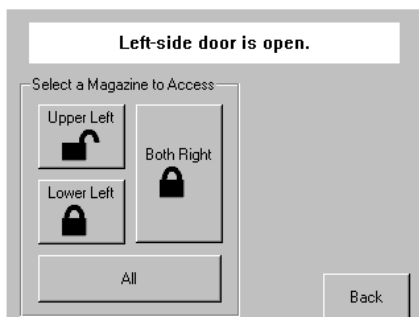 Left-side door is open.
Select a Magazine to Access
Upper Left
Both Right
Lower Left
All
Back